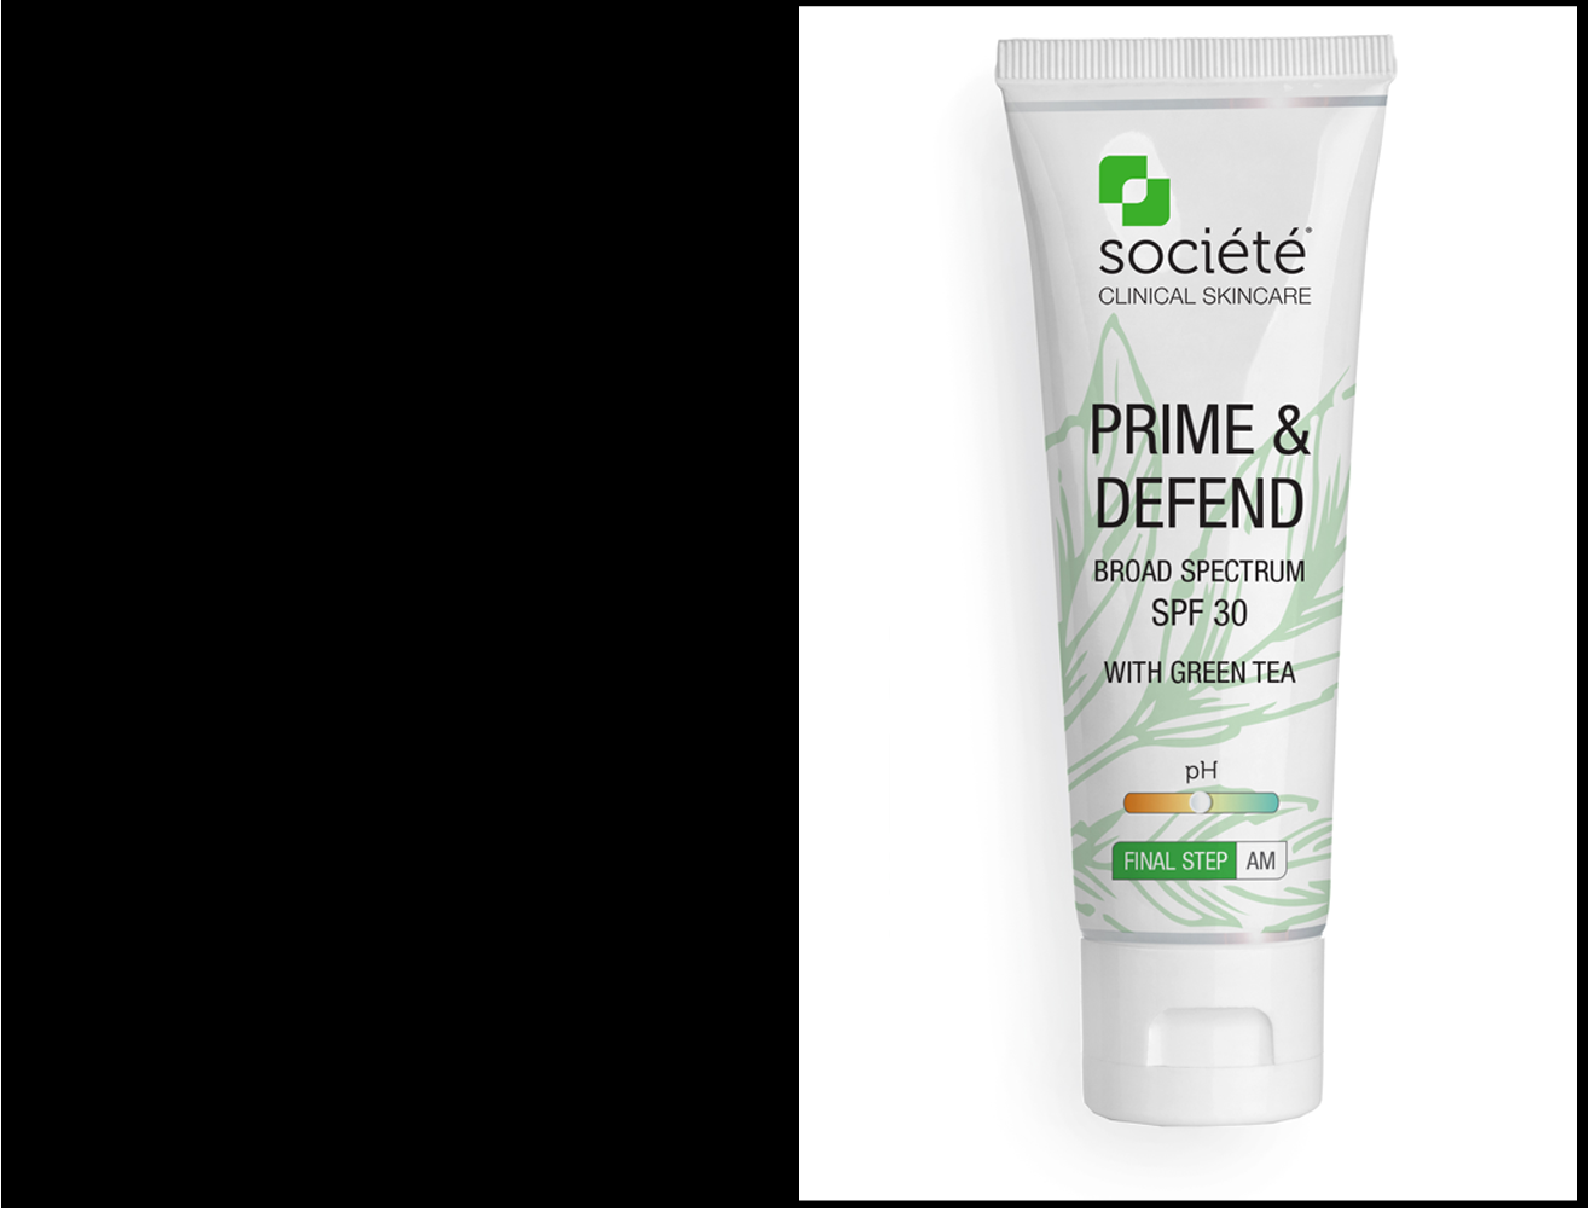 société®
CLINICAL SKINCARE
PRIME &
DEFEND
BROAD SPECTRUM
SPF 30
WITH GREEN TEA
pH
FINAL STEP AM